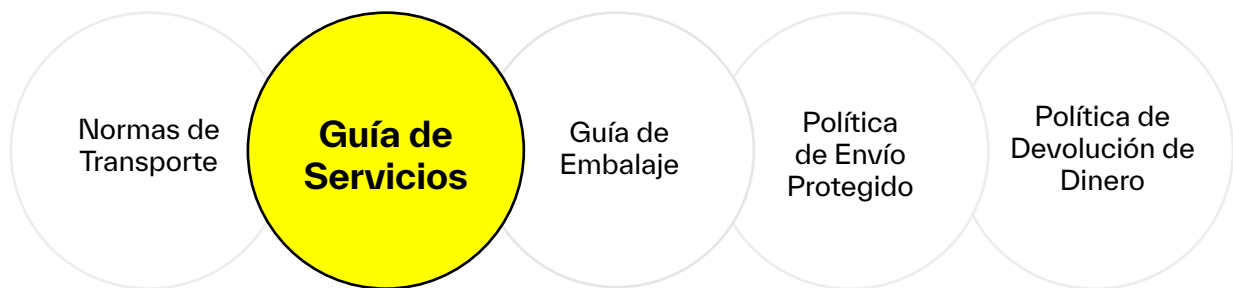 Normas de
Transporte
Guía de
Servicios
Guía de
Embalaje
Política
de Envío
Protegido
Política de
Devolución de
Dinero